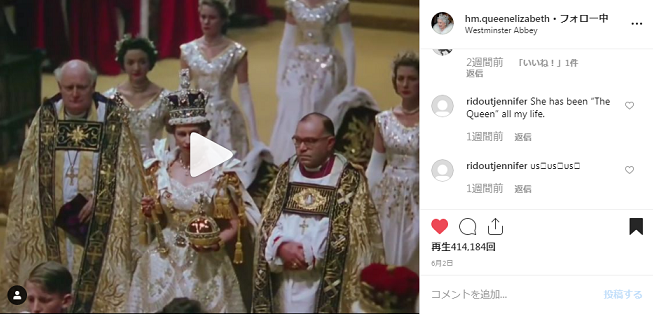 hm.queenelizabeth・フォロー中
Westminster Abbey
2週間前 「いいね！」1件
返信
ridoutjennifer She has been "The
Queen" all my life.
1週間前 返信
ridoutjennifer us□us□us□
1週間前 返信
再生414,184回
6月2日
コメントを追加... 投稿する